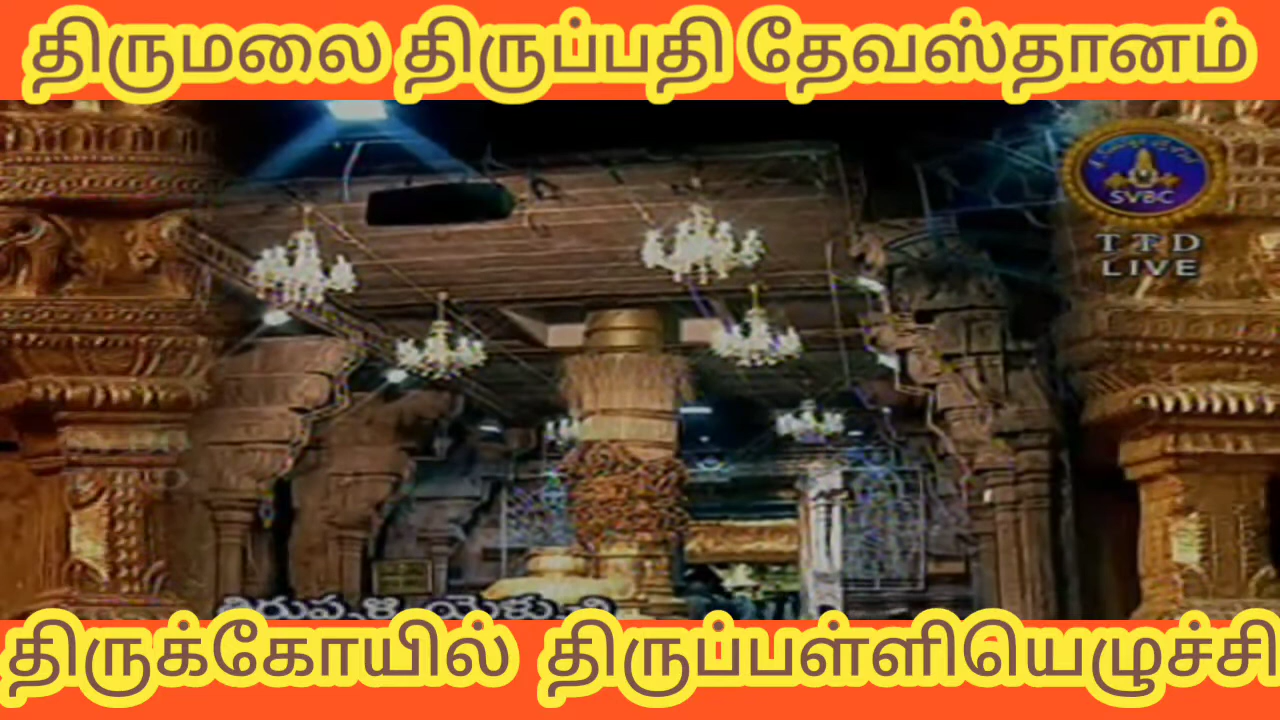 திருமலை திருப்பதி தேவஸ்தானம்
SVBC
TTD
LIVE
திருக்கோயில் திருப்பள்ளியெழுச்சி